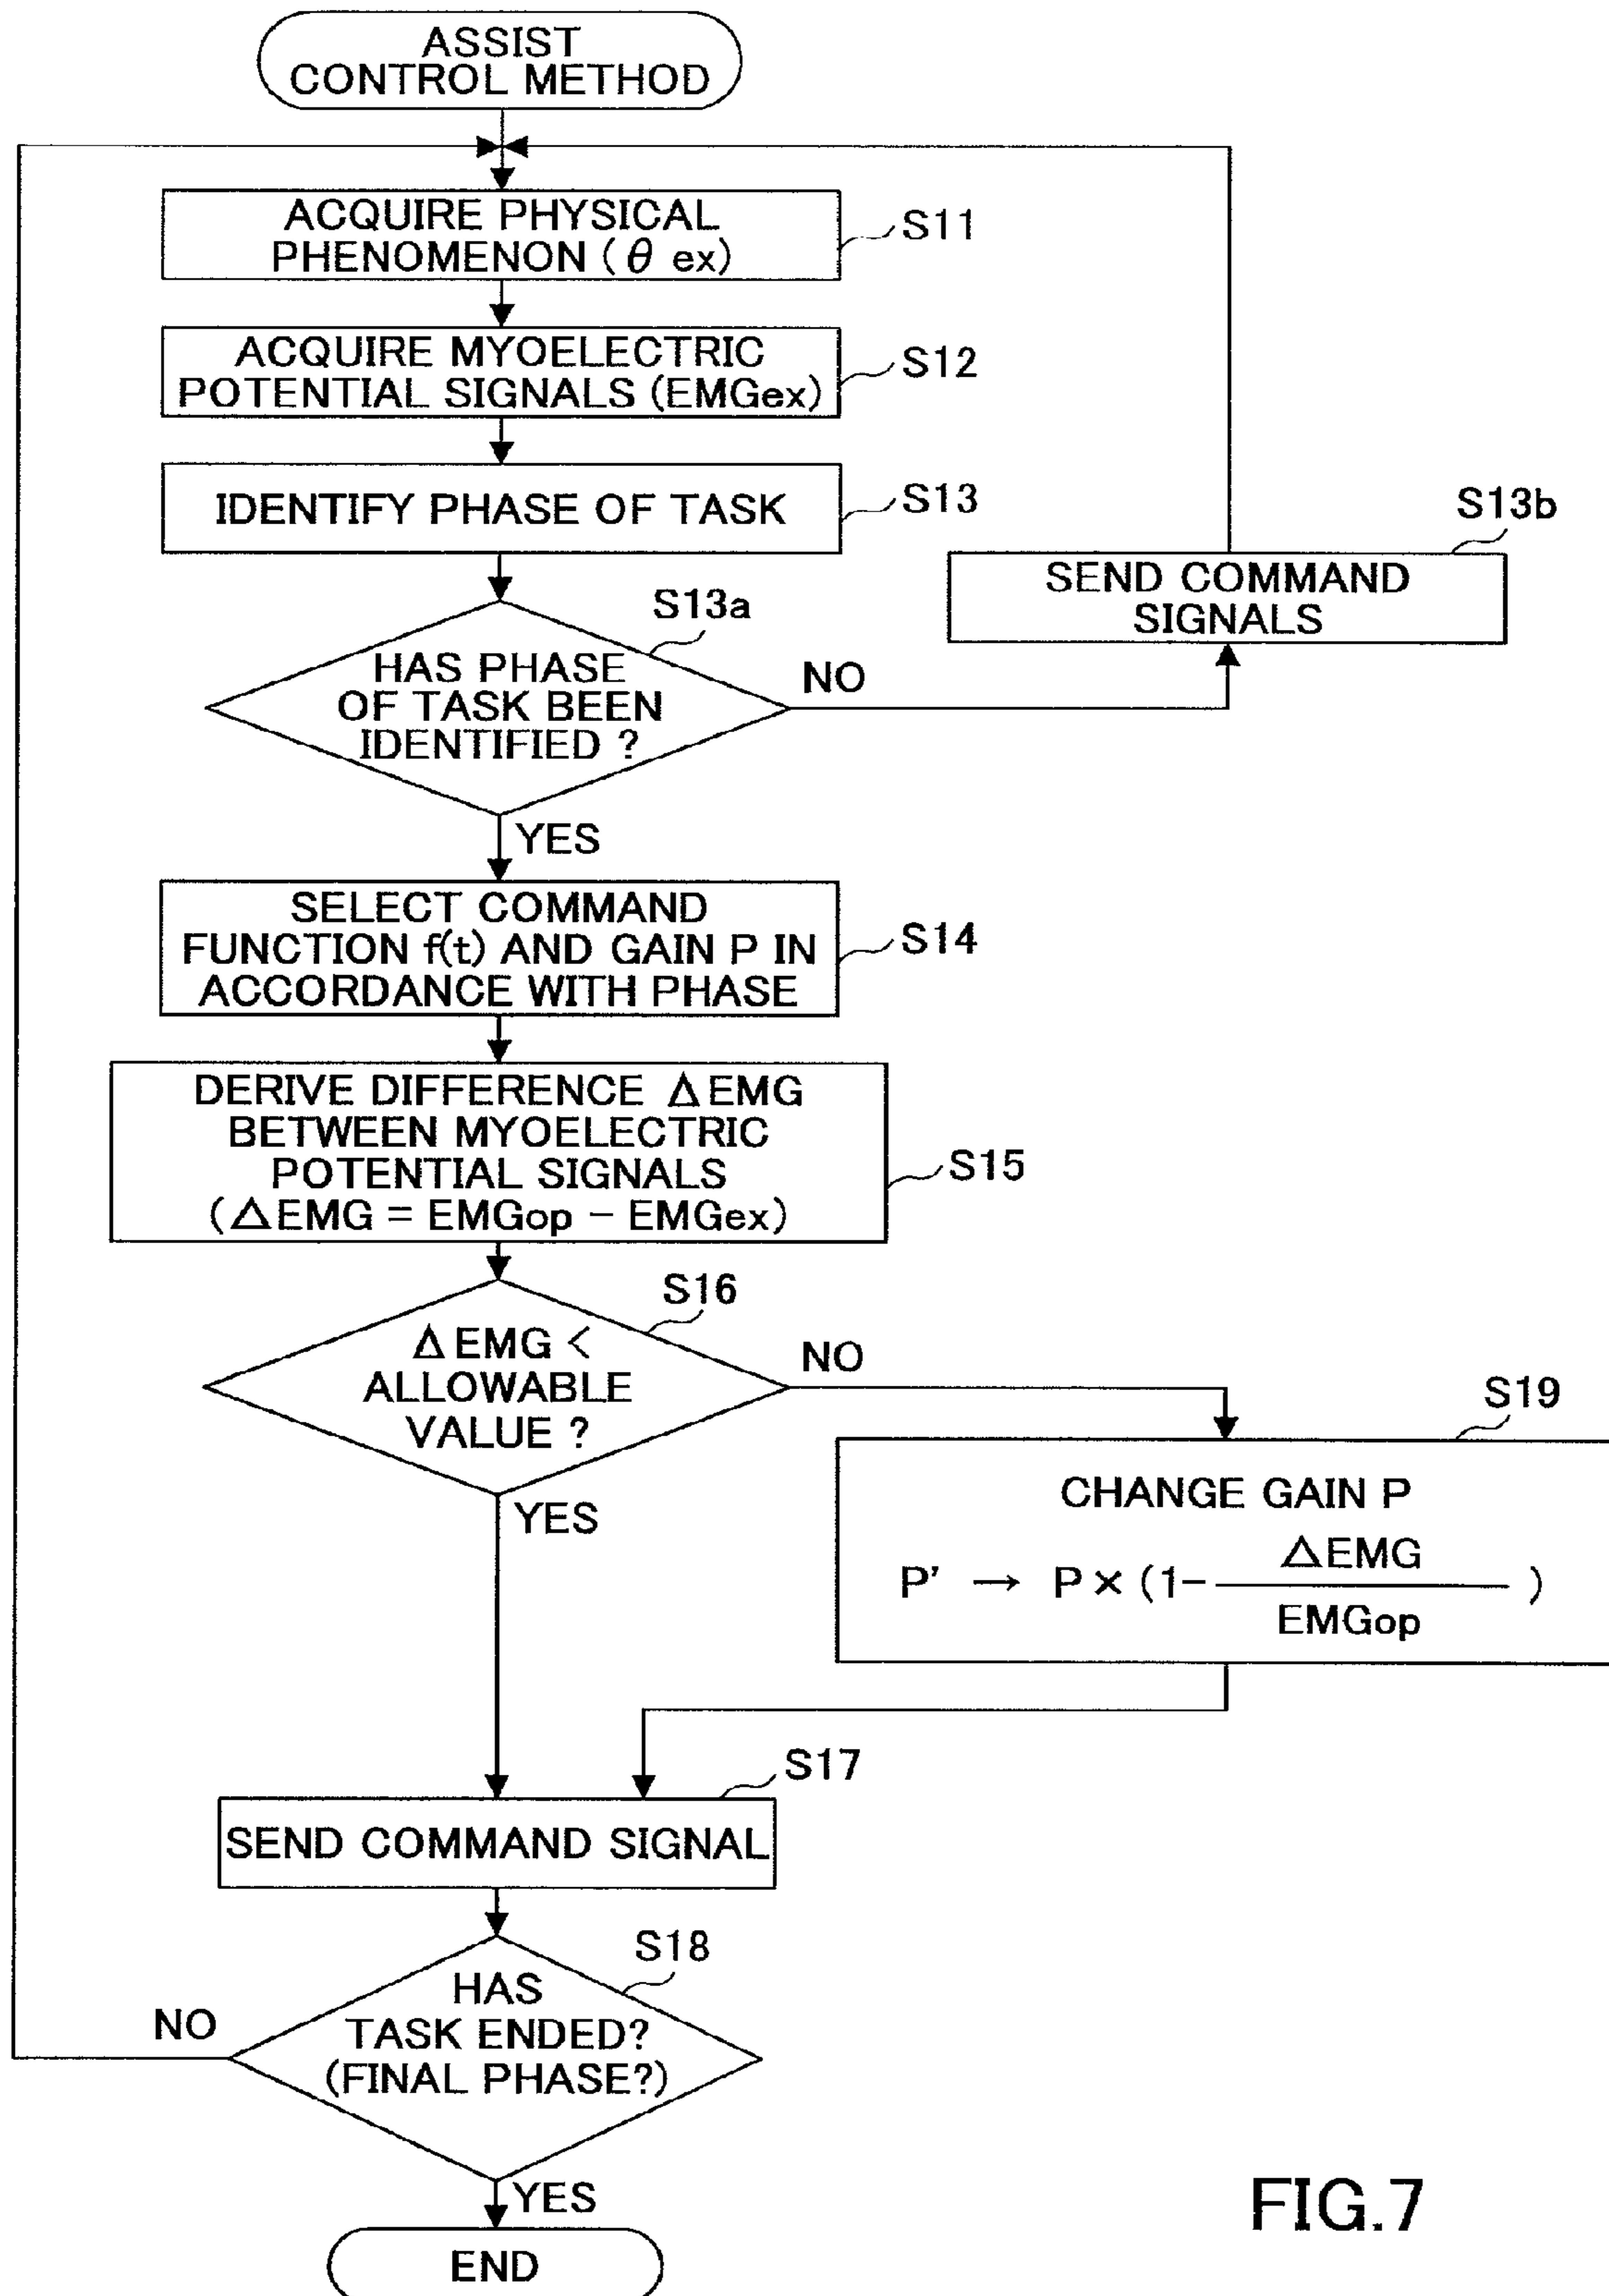 ASSIST
CONTROL METHOD
ACQUIRE PHYSICAL
PHENOMENON ( θ ex)
S11
ACQUIRE MYOELECTRIC
POTENTIAL SIGNALS (EMGex)
S12
IDENTIFY PHASE OF TASK
S13
S13b
SEND COMMAND
SIGNALS
S13a
HAS PHASE
OF TASK BEEN
IDENTIFIED ?
NO
YES
SELECT COMMAND
FUNCTION f(t) AND GAIN P IN
ACCORDANCE WITH PHASE
S14
DERIVE DIFFERENCE ΔEMG
BETWEEN MYOELECTRIC
POTENTIAL SIGNALS
(ΔEMG = EMGop − EMGex)
S15
S16
ΔEMG <
ALLOWABLE
VALUE ?
NO
YES
S19
CHANGE GAIN P
P' → P × (1- ΔEMG / EMGop )
S17
SEND COMMAND SIGNAL
S18
HAS
TASK ENDED?
(FINAL PHASE?)
NO
YES
END
FIG.7